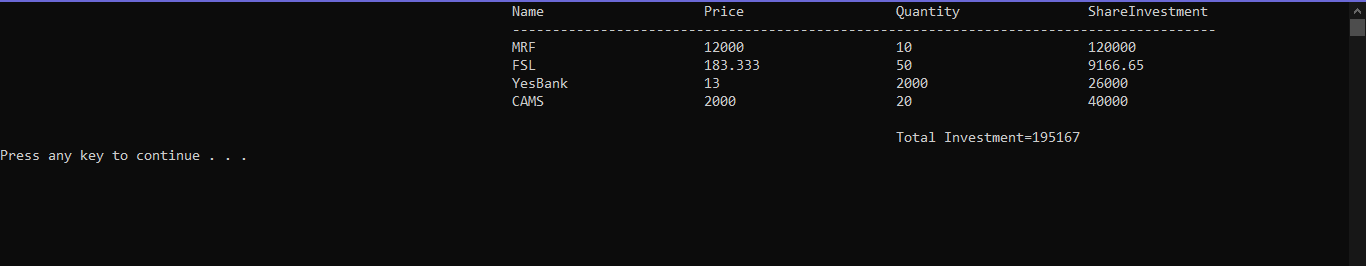 Name Price Quantity ShareInvestment
----------------------------------------------------------------------------------------
MRF 12000 10 120000
FSL 183.333 50 9166.65
YesBank 13 2000 26000
CAMS 2000 20 40000
Total Investment=195167
Press any key to continue . . .